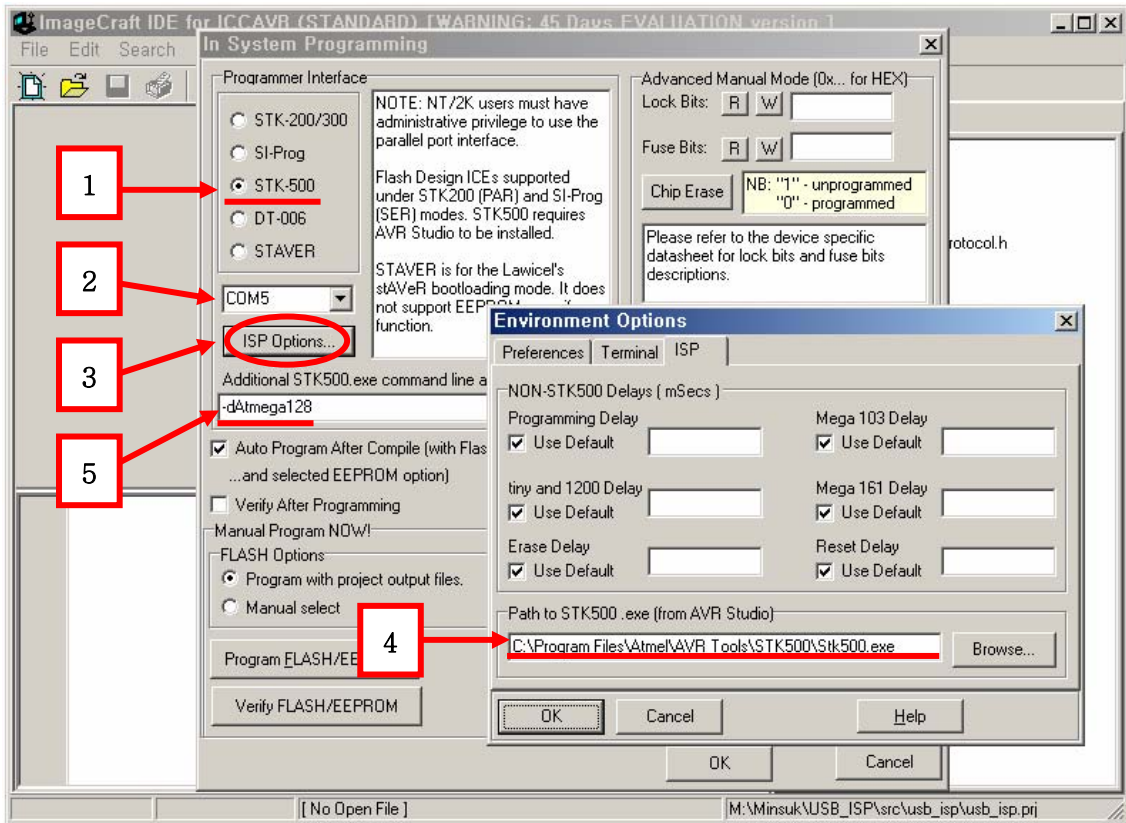 ImageCraft IDE for ICCAVR (STANDARD) [WARNING: 45 Days EVALUATION version ]
File Edit Search
In System Programming
Programmer Interface
STK-200/300
SI-Prog
STK-500
DT-006
STAVER
NOTE: NT/2K users must have
administrative privilege to use the
parallel port interface.
Flash Design ICEs supported
under STK200 (PAR) and SI-Prog
(SER) modes. STK500 requires
AVR Studio to be installed.
STAVER is for the Lawicel's
stAVeR bootloading mode. It does
not support
function.
Advanced Manual Mode (0x... for HEX)
Lock Bits: R W
Fuse Bits: R W
Chip Erase
NB: "1" - unprogrammed
"0" - programmed
Please refer to the device specific
datasheet for lock bits and fuse bits
descriptions.
rotocol.h
1
2
3
5
4
COM5
ISP Options...
Additional STK500.exe command line a
-dAtmega128
Auto Program After Compile (with Flas
...and selected EEPROM option)
Verify After Programming
Manual Program NOW!
FLASH Options
Program with project output files.
Manual select
Program FLASH/EE
Verify FLASH/EEPROM
Environment Options
Preferences Terminal ISP
NON-STK500 Delays ( mSecs )
Programming Delay
Use Default
Mega 103 Delay
Use Default
tiny and 1200 Delay
Use Default
Mega 161 Delay
Use Default
Erase Delay
Use Default
Reset Delay
Use Default
Path to STK500 .exe (from AVR Studio)
C:\Program Files\Atmel\AVR Tools\STK500\Stk500.exe
Browse...
OK Cancel Help
OK Cancel
[ No Open File ]
M:\Minsuk\USB_ISP\src\usb_isp\usb_isp.prj